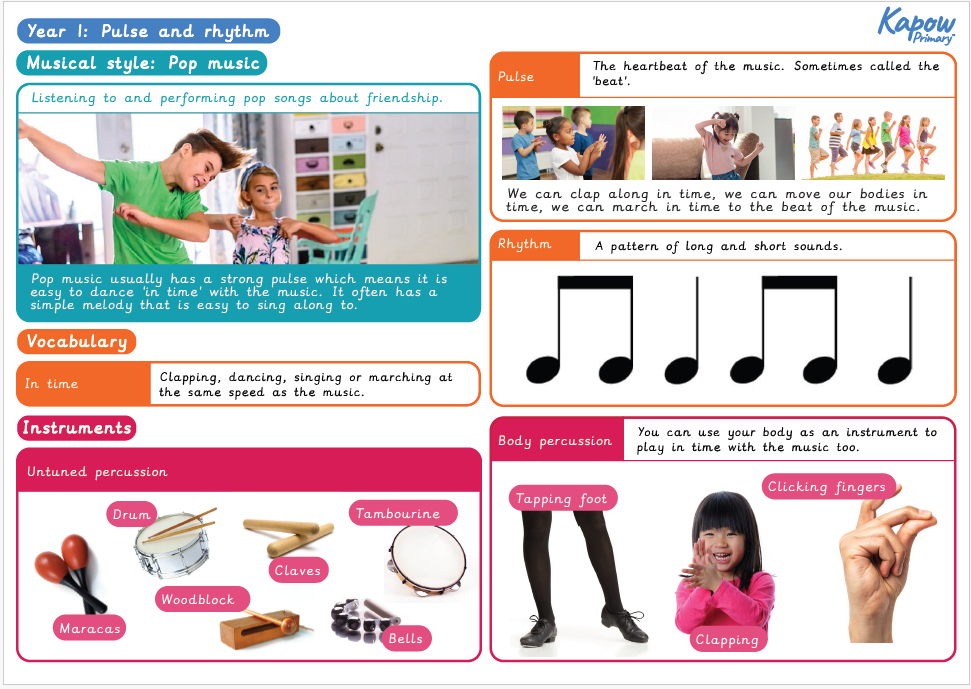 Year 1: Pulse and rhythm
Kapow
Primary
Musical style: Pop music
Listening to and performing pop songs about friendship.
Pop music usually has a strong pulse which means it is
easy to dance 'in time' with the music. It often has a
simple melody that is easy to sing along to.
Vocabulary
In time
Clapping, dancing, singing or marching at
the same speed as the music.
Instruments
Untuned percussion
Drum
Tambourine
Claves
Woodblock
Maracas
Bells
Pulse
The heartbeat of the music. Sometimes called the
'beat'.
We can clap along in time, we can move our bodies in
time, we can march in time to the beat of the music.
Rhythm
A pattern of long and short sounds.
Body percussion
You can use your body as an instrument to
play in time with the music too.
Tapping foot
Clicking fingers
Clapping